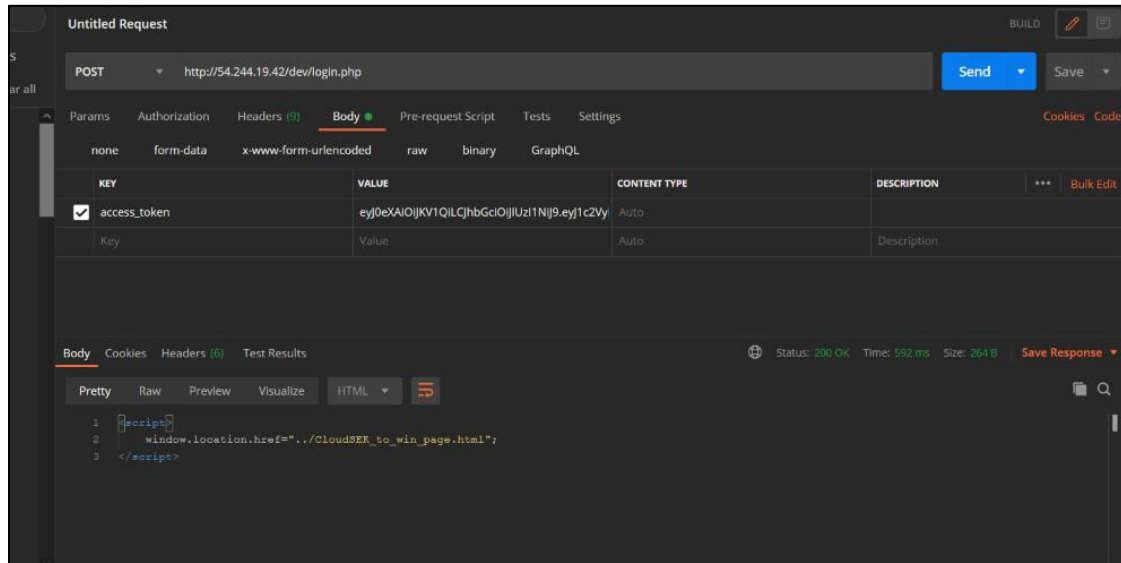 Untitled Request
BUILD
s
POST http://54.244.19.42/dev/login.php Send Save
ar all
Params Authorization Headers (9) Body Pre-request Script Tests Settings Cookies Code
none form-data x-www-form-urlencoded raw binary GraphQL
KEY VALUE CONTENT TYPE DESCRIPTION ••• Bulk Edit
access_token eyJ0eXAiOiJKV1QiLCJhbGciOiJIUzI1NiJ9.eyJ1c2Vy Auto
Key Value Auto Description
Body Cookies Headers (6) Test Results Status: 200 OK Time: 592 ms Size: 264 B Save Response
Pretty Raw Preview Visualize HTML
1 <script>
2 window.location.href="../CloudSEK_to_win_page.html";
3 </script>